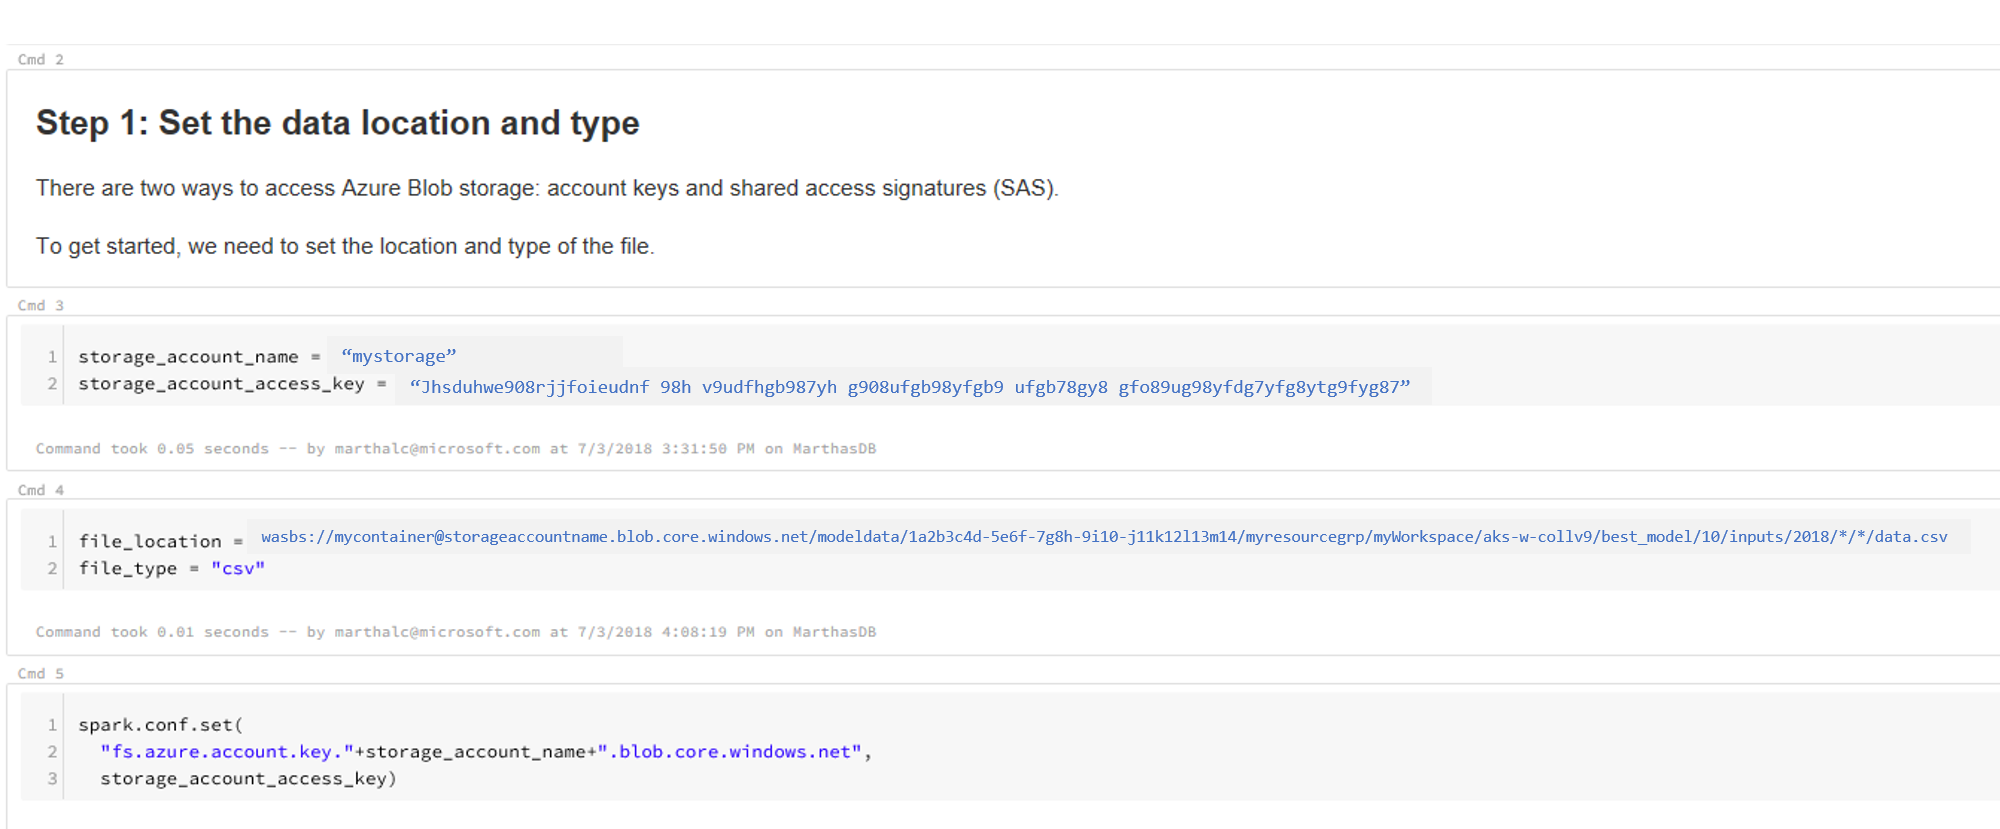 Cmd 2
Step 1: Set the data location and type
There are two ways to access Azure Blob storage: account keys and shared access signatures (SAS).
To get started, we need to set the location and type of the file.
Cmd 3
1 storage_account_name = “mystorage”
2 storage_account_access_key = “Jhsduhwe908rjjfoieudnf 98h v9udfhgb987yh g908ufgb98yfgb9 ufgb78gy8 gfo89ug98yfdg7yfg8ytg9fyg87”
Command took 0.05 seconds -- by marthalc@microsoft.com at 7/3/2018 3:31:50 PM on MarthasDB
Cmd 4
1 file_location = wasbs://mycontainer@storageaccountname.blob.core.windows.net/modeldata/1a2b3c4d-5e6f-7g8h-9i10-j11k12l13m14/myresourcegrp/myWorkspace/aks-w-collv9/best_model/10/inputs/2018/*/*/data.csv
2 file_type = "csv"
Command took 0.01 seconds -- by marthalc@microsoft.com at 7/3/2018 4:08:19 PM on MarthasDB
Cmd 5
1 spark.conf.set(
2 "fs.azure.account.key."+storage_account_name+".blob.core.windows.net",
3 storage_account_access_key)